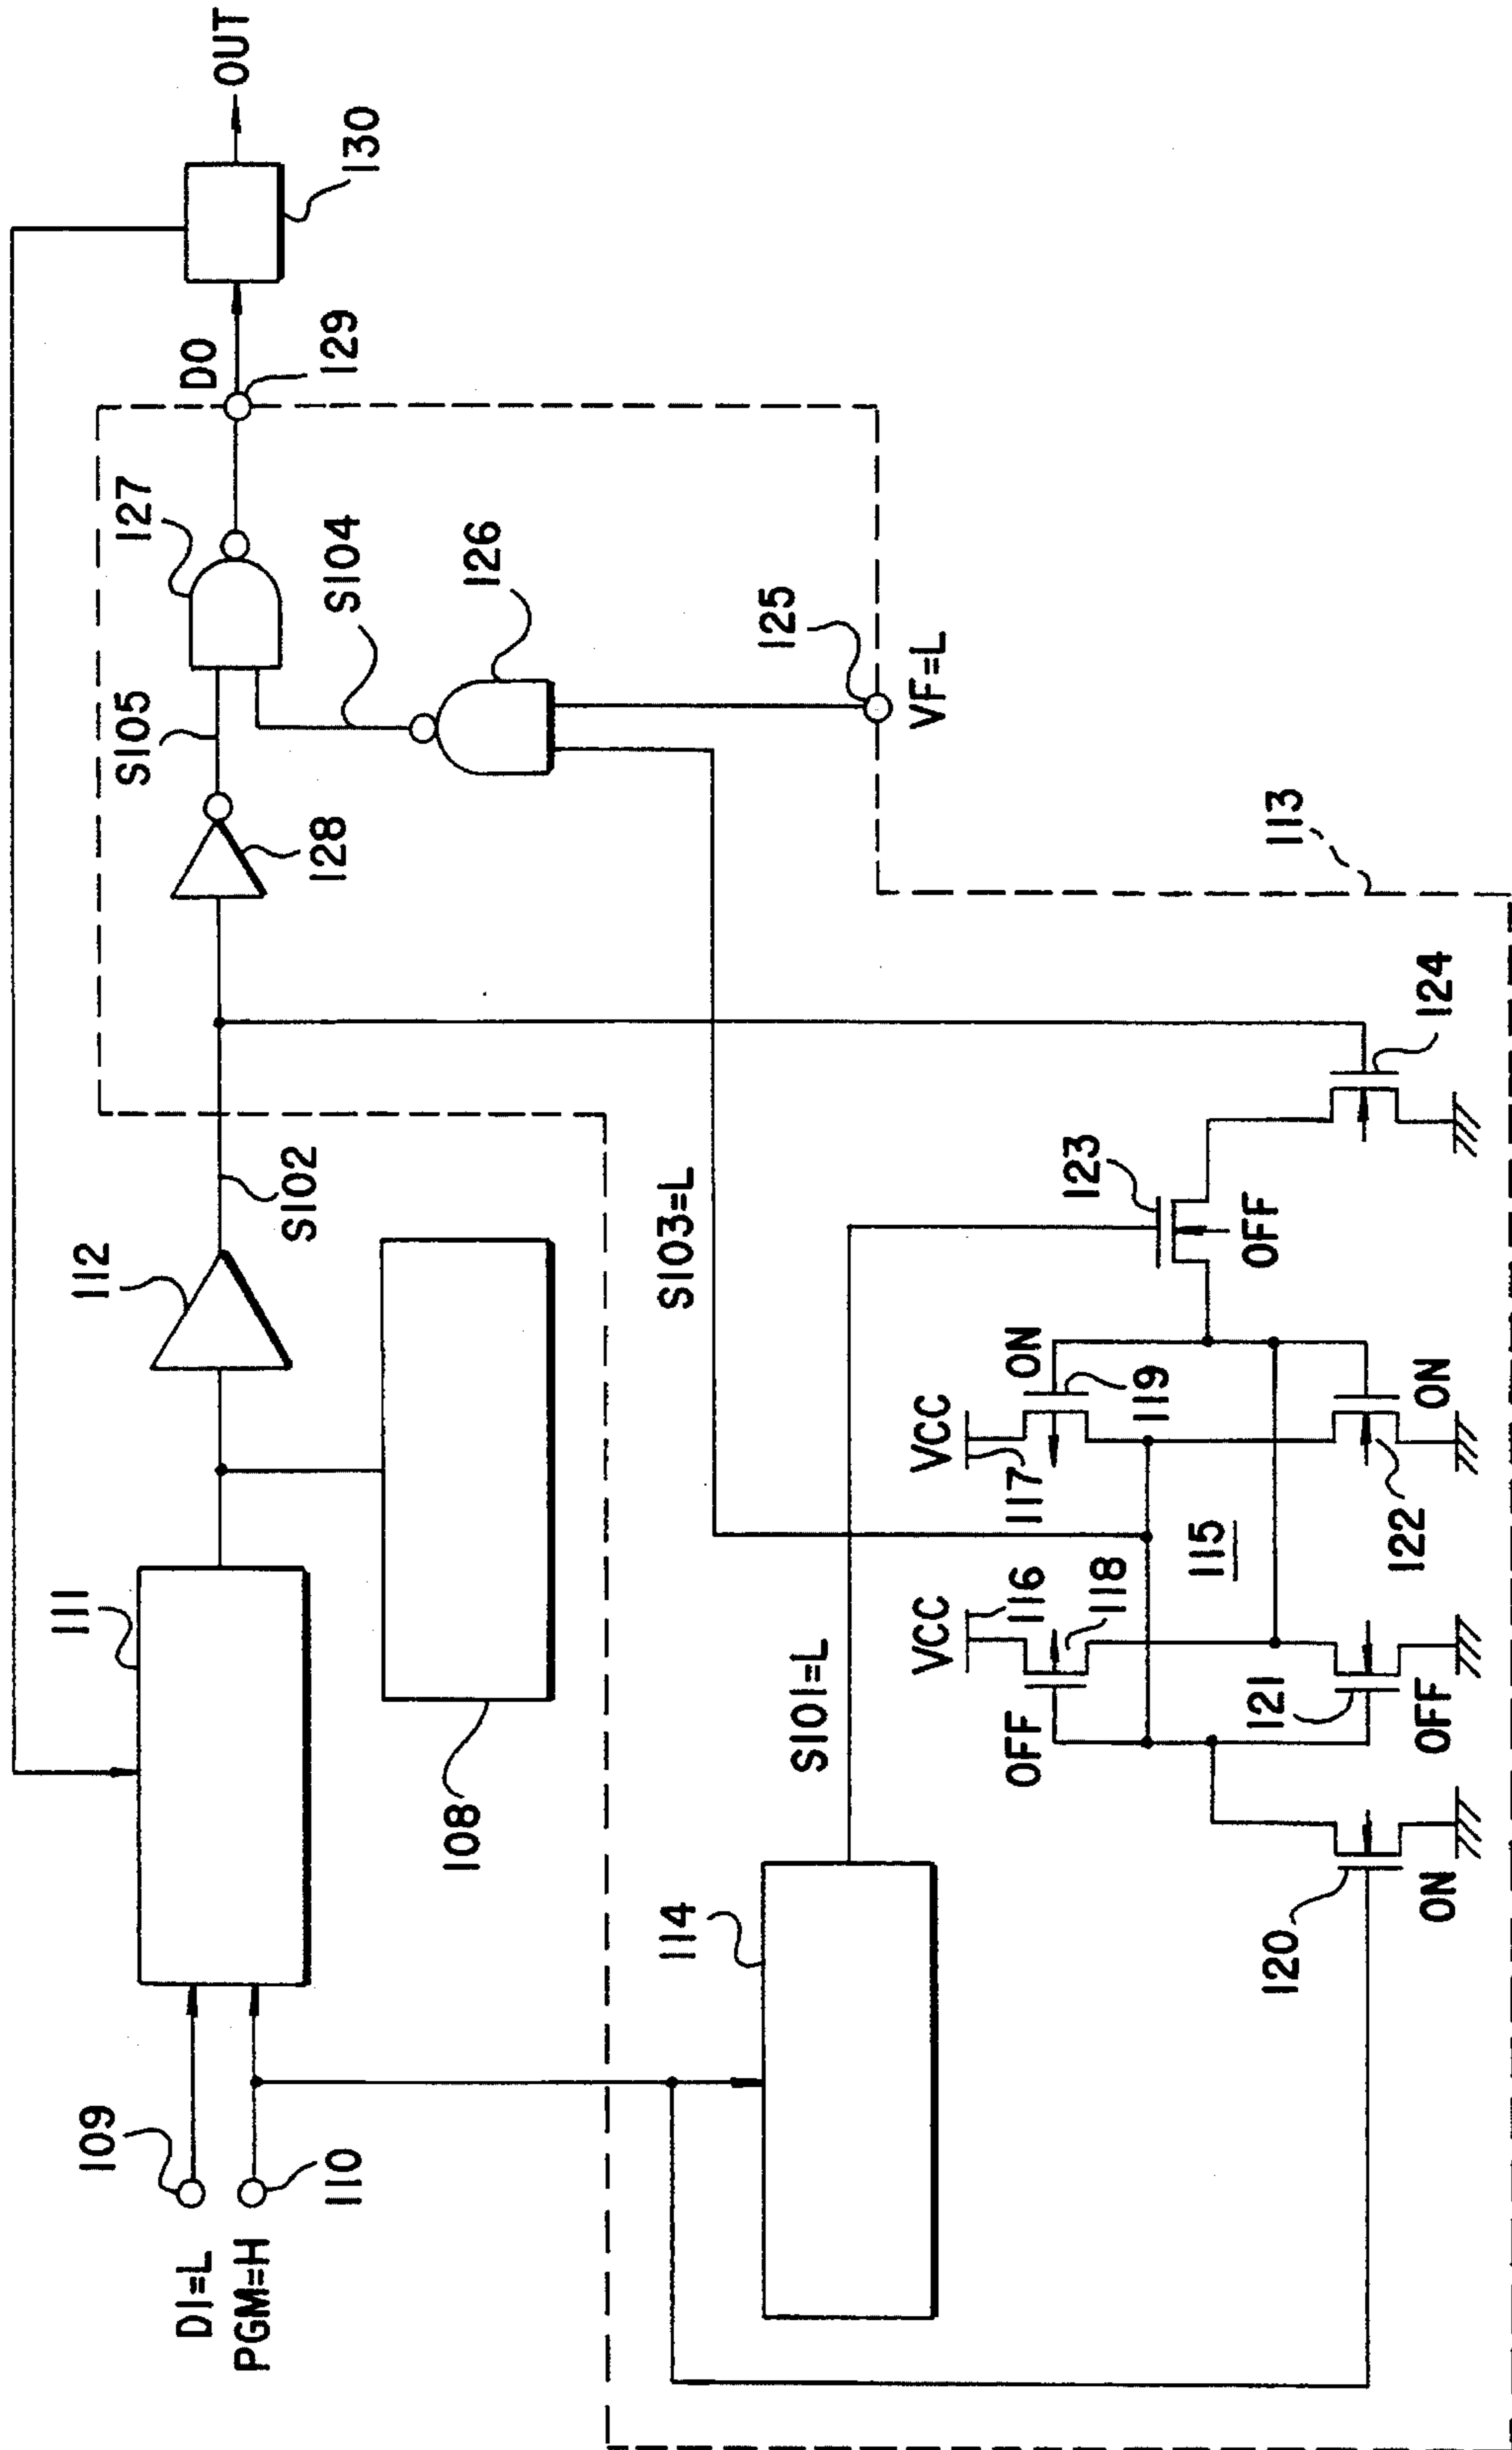 OUT
130
D0
129
127
S104
126
S105
125
VF=L
128
113
124
S102
123
OFF
112
S103=L
ON
119
VCC
117
ON
122
115
111
VCC
116
118
OFF
121
OFF
S101=L
108
114
120
ON
109
110
DI=L
PGM=H